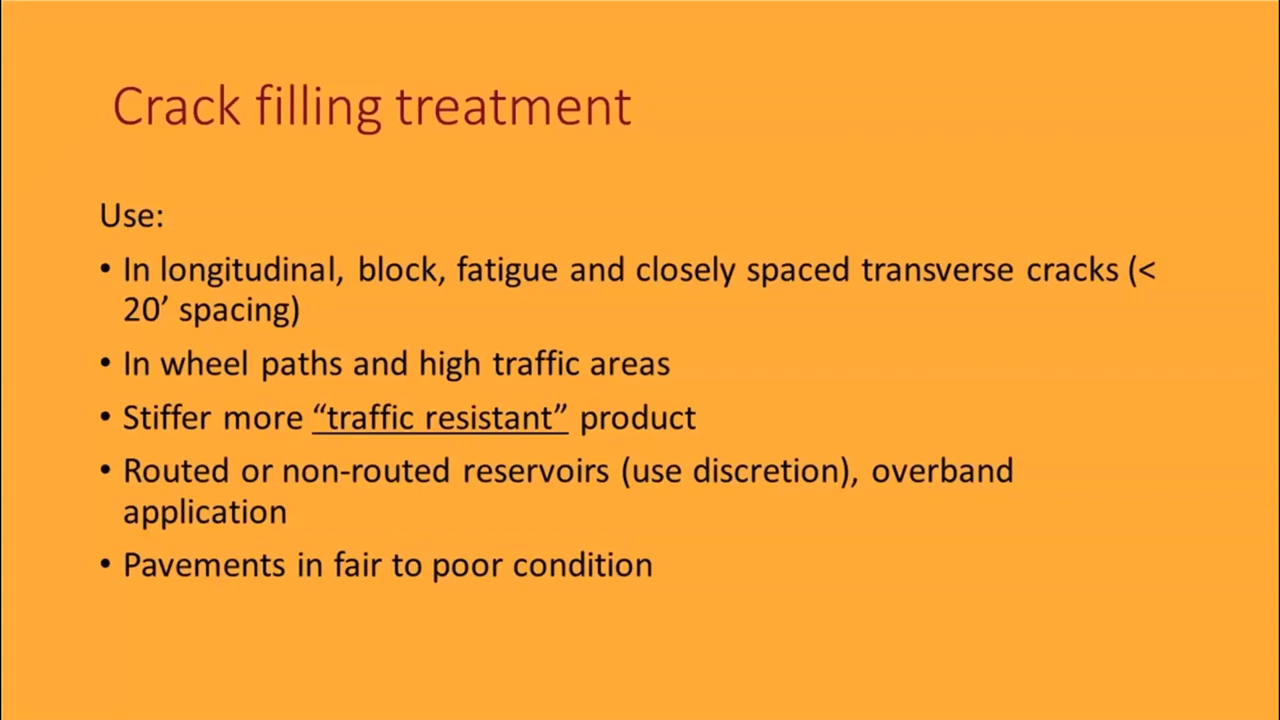 Crack filling treatment
Use:
• In longitudinal, block, fatigue and closely spaced transverse cracks (<
20’ spacing)
• In wheel paths and high traffic areas
• Stiffer more “traffic resistant” product
• Routed or non-routed reservoirs (use discretion), overband
application
• Pavements in fair to poor condition